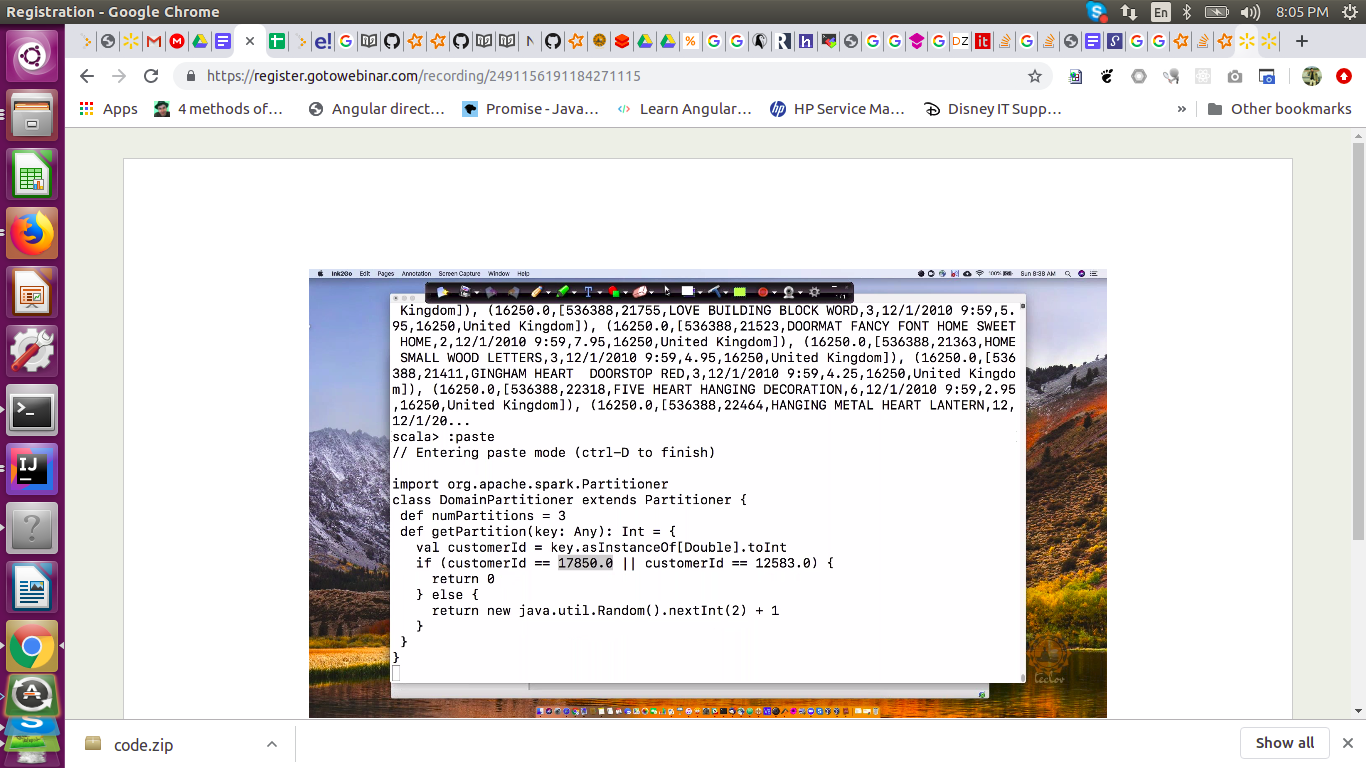 Registration - Google Chrome
En
8:05 PM
https://register.gotowebinar.com/recording/2491156191184271115
Apps
4 methods of...
Angular direct...
Promise - Java...
Learn Angular...
HP Service Ma...
Disney IT Supp...
»
Other bookmarks
Ink2Go Edit Pages Annotation Screen Capture Window Help
100%
Sun 8:38 AM
Kingdom]), (16250.0,[536388,21755,LOVE BUILDING BLOCK WORD,3,12/1/2010 9:59,5.
95,16250,United Kingdom]), (16250.0,[536388,21523,DOORMAT FANCY FONT HOME SWEET
HOME,2,12/1/2010 9:59,7.95,16250,United Kingdom]), (16250.0,[536388,21363,HOME
SMALL WOOD LETTERS,3,12/1/2010 9:59,4.95,16250,United Kingdom]), (16250.0,[536
388,21411,GINGHAM HEART  DOORSTOP RED,3,12/1/2010 9:59,4.25,16250,United Kingdo
m]), (16250.0,[536388,22318,FIVE HEART HANGING DECORATION,6,12/1/2010 9:59,2.95
,16250,United Kingdom]), (16250.0,[536388,22464,HANGING METAL HEART LANTERN,12,
12/1/20...
scala> :paste
// Entering paste mode (ctrl-D to finish)
import org.apache.spark.Partitioner
class DomainPartitioner extends Partitioner {
def numPartitions = 3
def getPartition(key: Any): Int = {
val customerId = key.asInstanceOf[Double].toInt
if (customerId == 17850.0 || customerId == 12583.0) {
return 0
} else {
return new java.util.Random().nextInt(2) + 1
}
}
}
code.zip
Show all